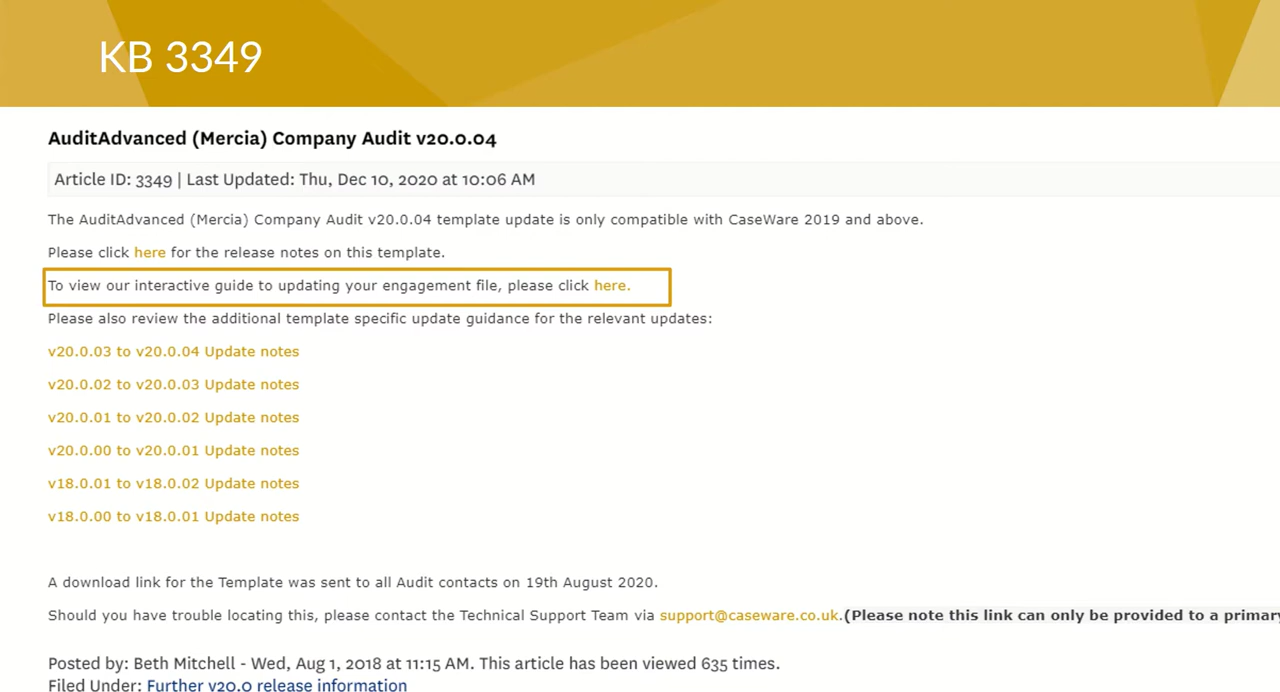 KB 3349
AuditAdvanced (Mercia) Company Audit v20.0.04
Article ID: 3349 | Last Updated: Thu, Dec 10, 2020 at 10:06 AM
The AuditAdvanced (Mercia) Company Audit v20.0.04 template update is only compatible with CaseWare 2019 and above.
Please click here for the release notes on this template.
To view our interactive guide to updating your engagement file, please click here.
Please also review the additional template specific update guidance for the relevant updates:
v20.0.03 to v20.0.04 Update notes
v20.0.02 to v20.0.03 Update notes
v20.0.01 to v20.0.02 Update notes
v20.0.00 to v20.0.01 Update notes
v18.0.01 to v18.0.02 Update notes
v18.0.00 to v18.0.01 Update notes
A download link for the Template was sent to all Audit contacts on 19th August 2020.
Should you have trouble locating this, please contact the Technical Support Team via support@caseware.co.uk.(Please note this link can only be provided to a primary
Posted by: Beth Mitchell - Wed, Aug 1, 2018 at 11:15 AM. This article has been viewed 635 times.
Filed Under: Further v20.0 release information